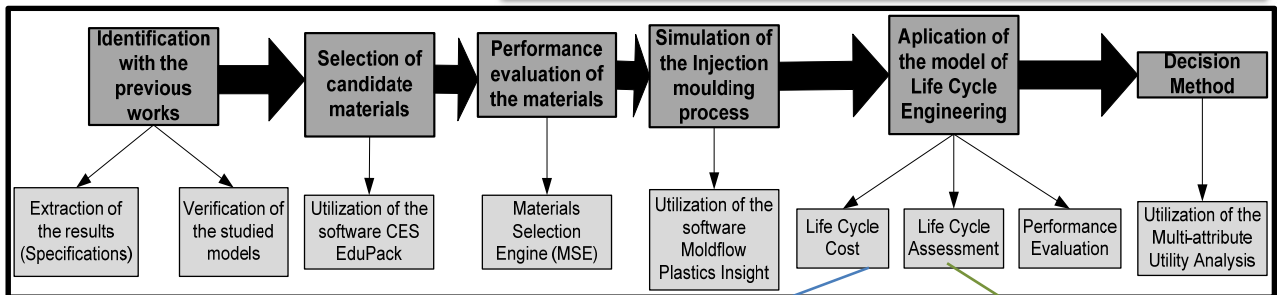 Identification
with the
previous
works
Selection of
candidate
materials
Performance
evaluation of
the materials
Simulation of
the Injection
moulding
process
Aplication of
the model of
Life Cycle
Engineering
Decision
Method
Extraction of
the results
(Specifications)
Verification of
the studied
models
Utilization of the
software CES
EduPack
Materials
Selection
Engine (MSE)
Utilization of the
software
Moldflow
Plastics Insight
Life Cycle
Cost
Life Cycle
Assessment
Performance
Evaluation
Utilization of the
Multi-attribute
Utility Analysis